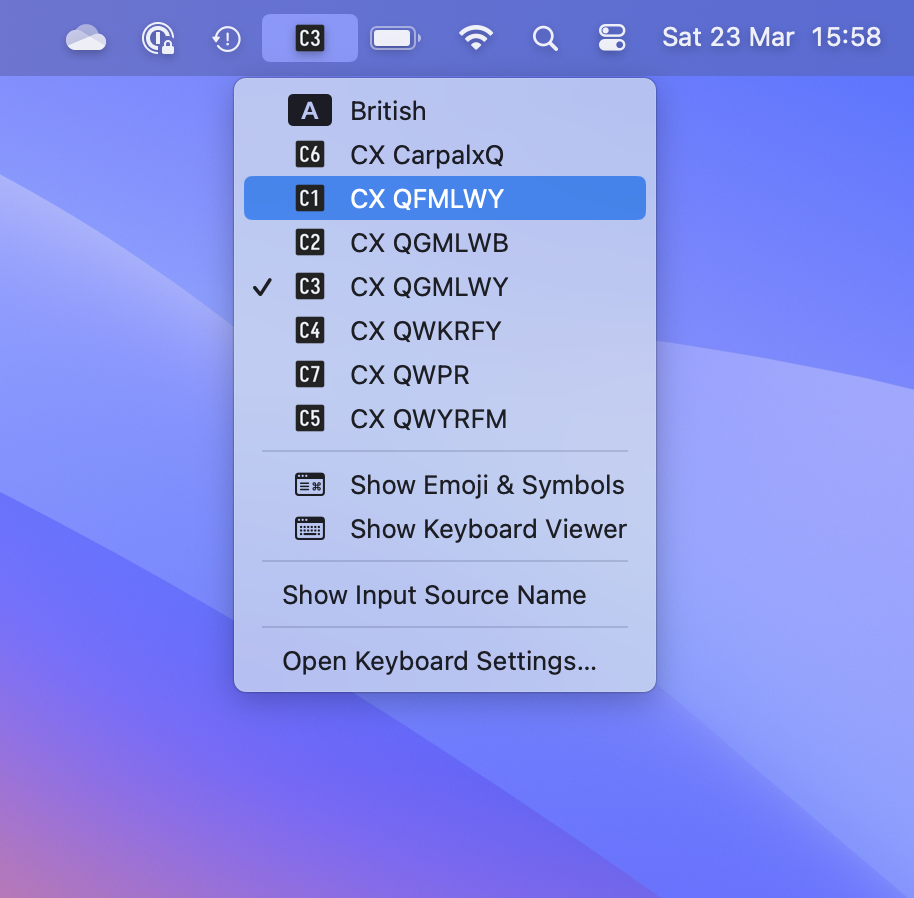 C3 Sat 23 Mar 15:58
A British
C6 CX CarpalxQ
C1 CX QFMLWY
C2 CX QGMLWB
C3 CX QGMLWY
C4 CX QWKRFY
C7 CX QWPR
C5 CX QWYRFM
Show Emoji & Symbols
Show Keyboard Viewer
Show Input Source Name
Open Keyboard Settings...